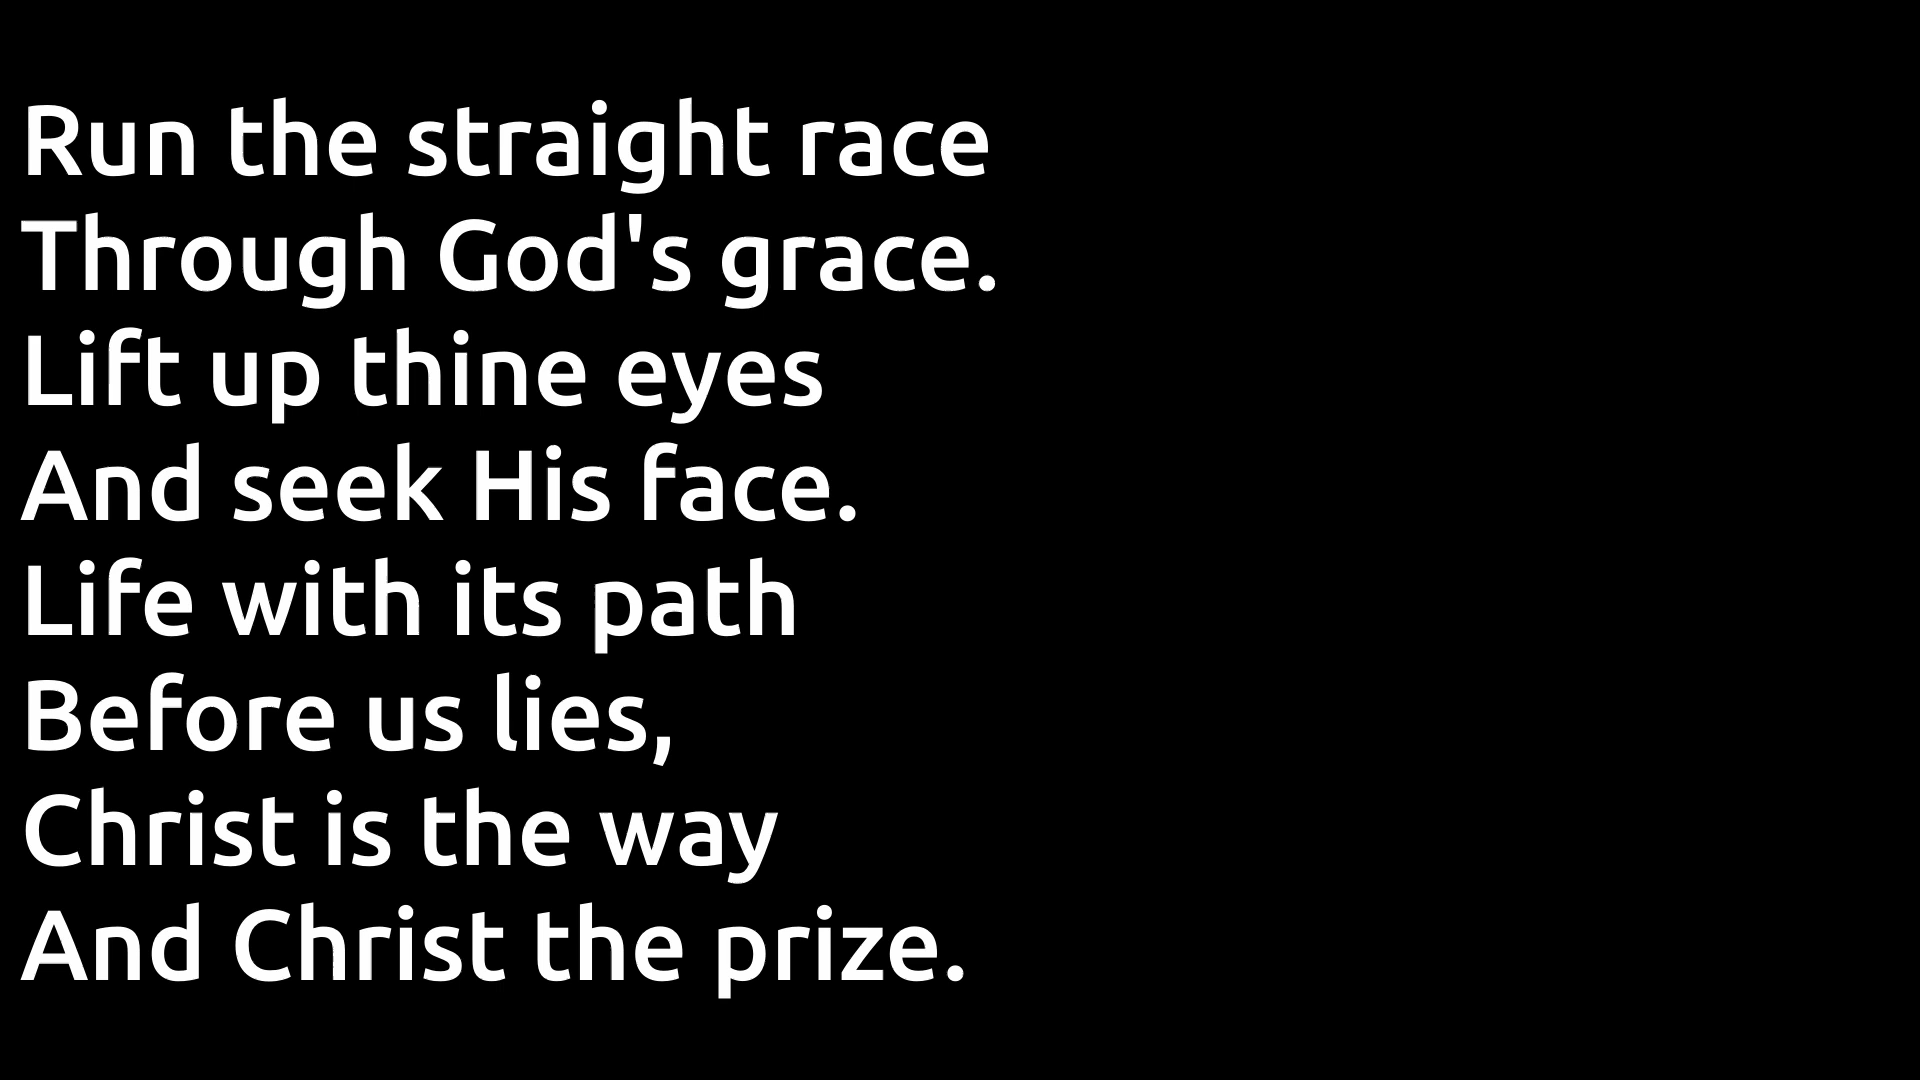 Run the straight race
Through God's grace.
Lift up thine eyes
And seek His face.
Life with its path
Before us lies,
Christ is the way
And Christ the prize.